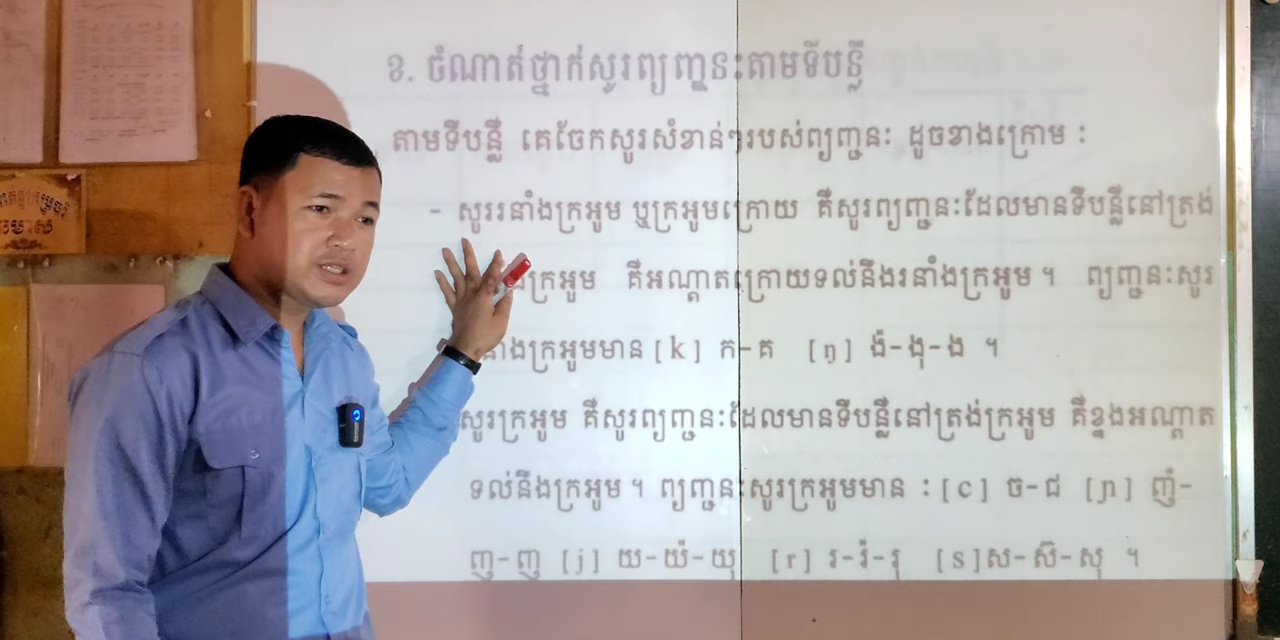 ខ. ចំណាត់ថ្នាក់សូរព្យញ្ជនៈតាមទីបន្លឺ
តាមទីបន្លឺ គេចែកសូរសំខាន់ៗរបស់ព្យញ្ជនៈ ដូចខាងក្រោម ៈ
- សូររនាំងក្រអូម ឬក្រអូមក្រោយ គឺសូរព្យញ្ជនៈដែលមានទីបន្លឺនៅត្រង់
ងក្រអូម គឺអណ្តាតក្រោយទល់នឹងរនាំងក្រអូម ។ ព្យញ្ជនៈសូរ
នាំងក្រអូមមាន [k] ក-គ [ŋ] ង៉-ងុ-ង ។
សូរក្រអូម គឺសូរព្យញ្ជនៈដែលមានទីបន្លឺនៅត្រង់ក្រអូម គឺខ្នងអណ្តាត
ទល់នឹងក្រអូម ។ ព្យញ្ជនៈសូរក្រអូមមាន ៈ [c] ច-ជ [ɲ] ញ៉-
ញ-ញ [j] យ-យ៉-យុ [r] រ-រ៉-រុ [s]ស-ស៊-សុ ។